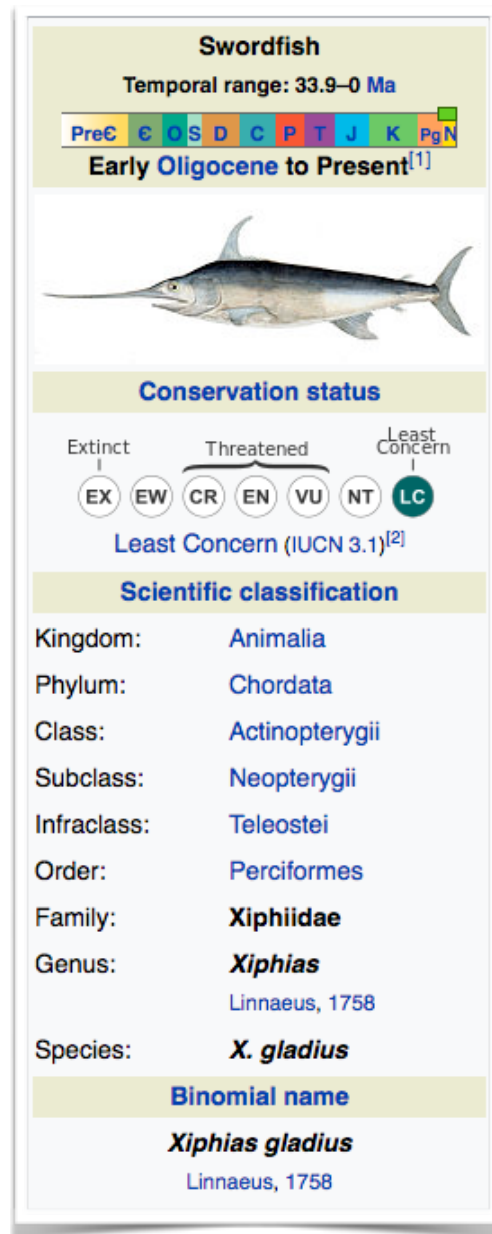 Swordfish
Temporal range: 33.9–0 Ma
PreꞒ Ꞓ O S D C P T J K Pg N
Early Oligocene to Present[1]
Conservation status
Extinct Threatened Least Concern
EX EW CR EN VU NT LC
Least Concern (IUCN 3.1)[2]
Scientific classification
Kingdom: Animalia
Phylum: Chordata
Class: Actinopterygii
Subclass: Neopterygii
Infraclass: Teleostei
Order: Perciformes
Family: Xiphiidae
Genus: Xiphias
Linnaeus, 1758
Species: X. gladius
Binomial name
Xiphias gladius
Linnaeus, 1758